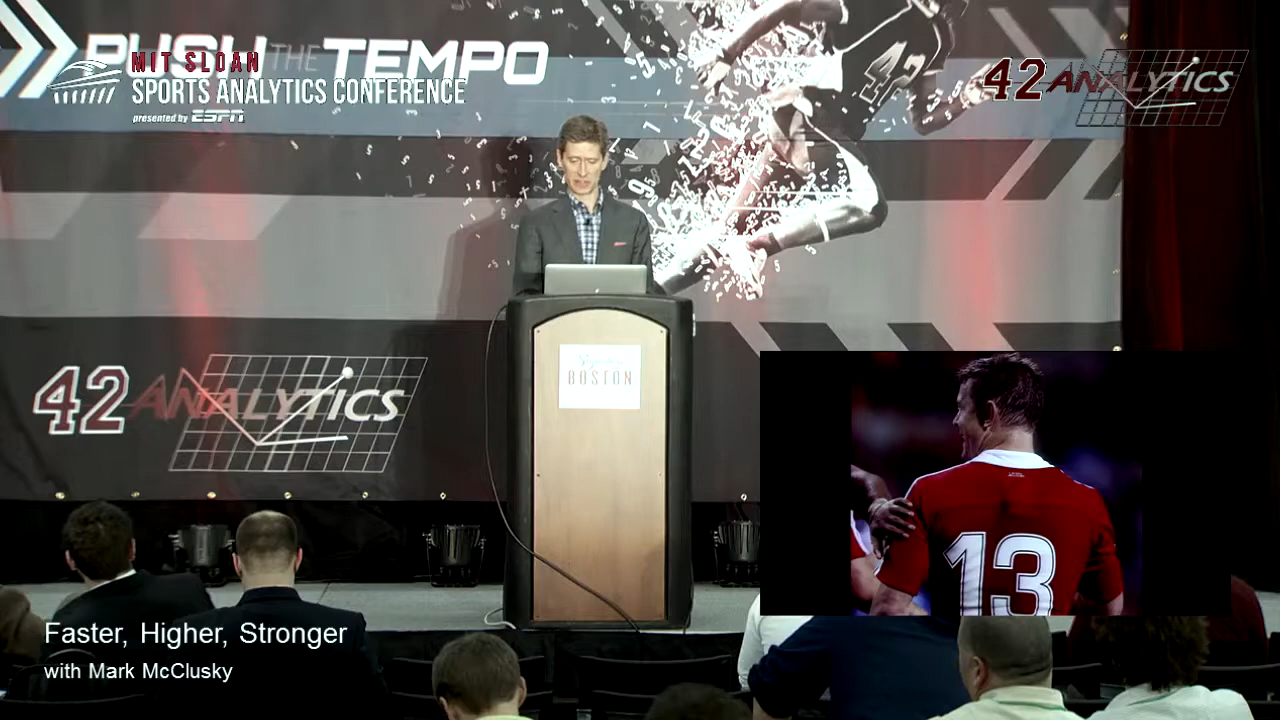 PUSH THE TEMPO
MIT SLOAN
SPORTS ANALYTICS CONFERENCE
presented by ESPN
42 ANALYTICS
42
42 ANALYTICS
BOSTON
13
Faster, Higher, Stronger
with Mark McClusky